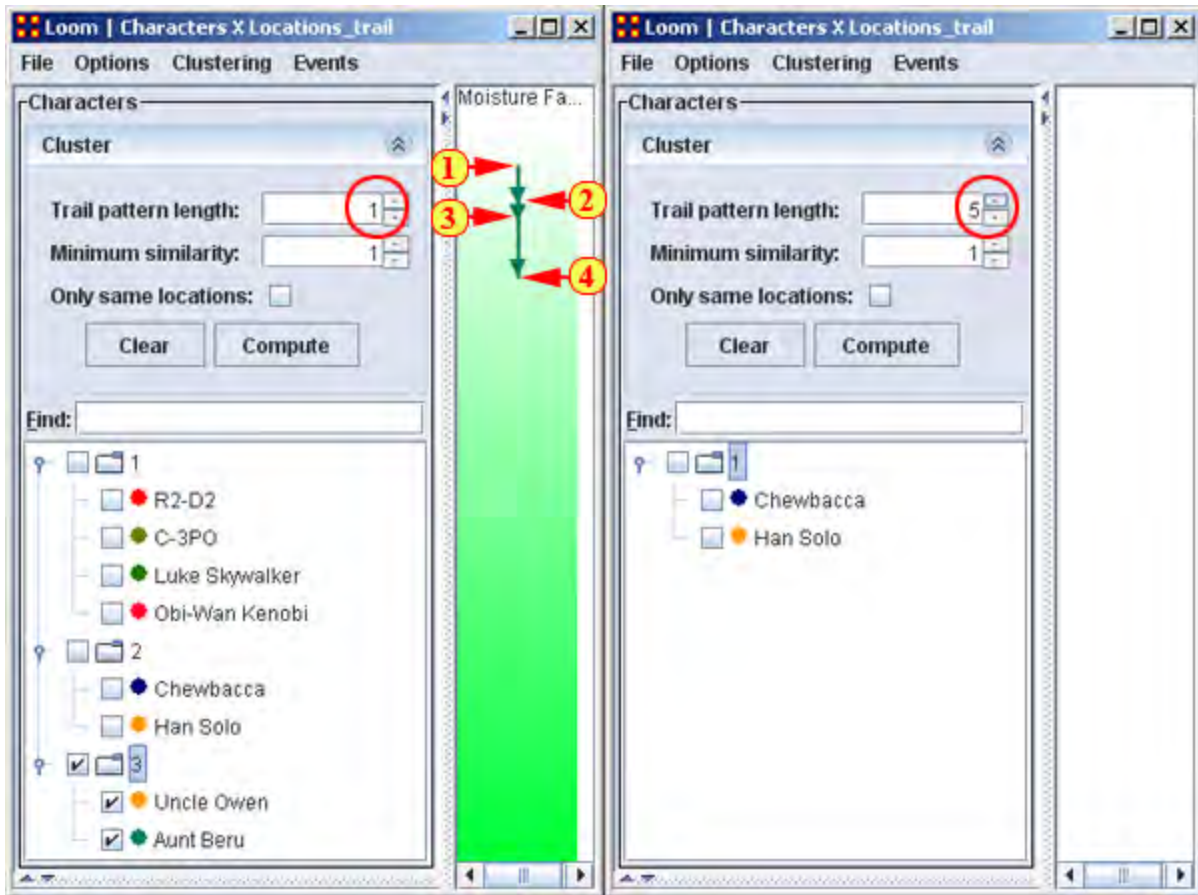 Loom | Characters X Locations_trail
File Options Clustering Events
Characters
Cluster
Trail pattern length: 1
Minimum similarity: 1
Only same locations:
Clear Compute
Find:
1
R2-D2
C-3PO
Luke Skywalker
Obi-Wan Kenobi
2
Chewbacca
Han Solo
3
Uncle Owen
Aunt Beru
Moisture Fa...
1
2
3
4
Loom | Characters X Locations_trail
File Options Clustering Events
Characters
Cluster
Trail pattern length: 5
Minimum similarity: 1
Only same locations:
Clear Compute
Find:
1
Chewbacca
Han Solo